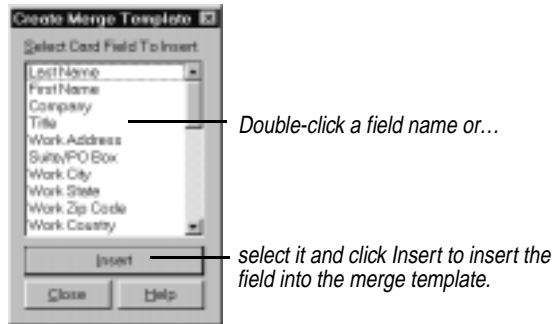 Create Merge Template
Select Card Field To Insert
Last Name
First Name
Company
Title
Work Address
Suite/PO Box
Work City
Work State
Work Zip Code
Work Country
Double-click a field name or…
Insert
select it and click Insert to insert the
field into the merge template.
Close Help